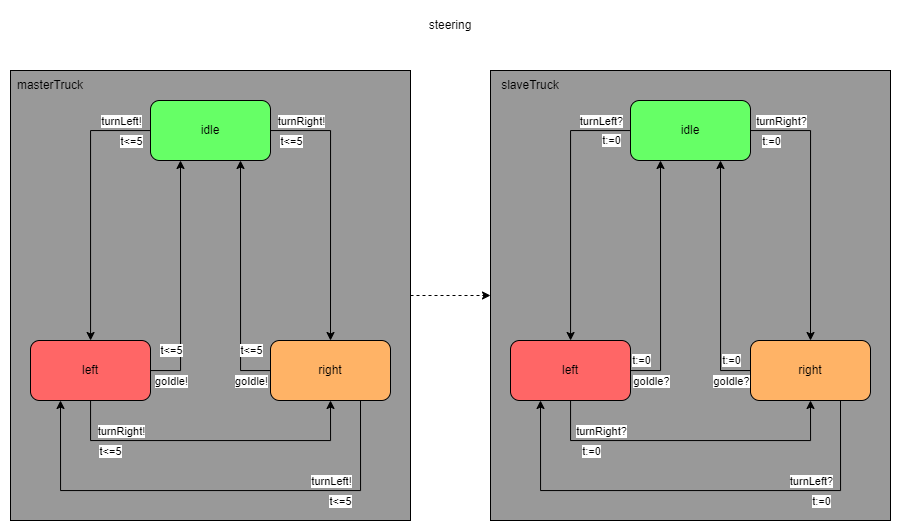 steering
masterTruck
idle
turnLeft!
t<=5
turnRight!
t<=5
t<=5
goIdle!
t<=5
goIdle!
left
right
turnRight!
t<=5
turnLeft!
t<=5
slaveTruck
idle
turnLeft?
t:=0
turnRight?
t:=0
t:=0
goIdle?
t:=0
goIdle?
left
right
turnRight?
t:=0
turnLeft?
t:=0